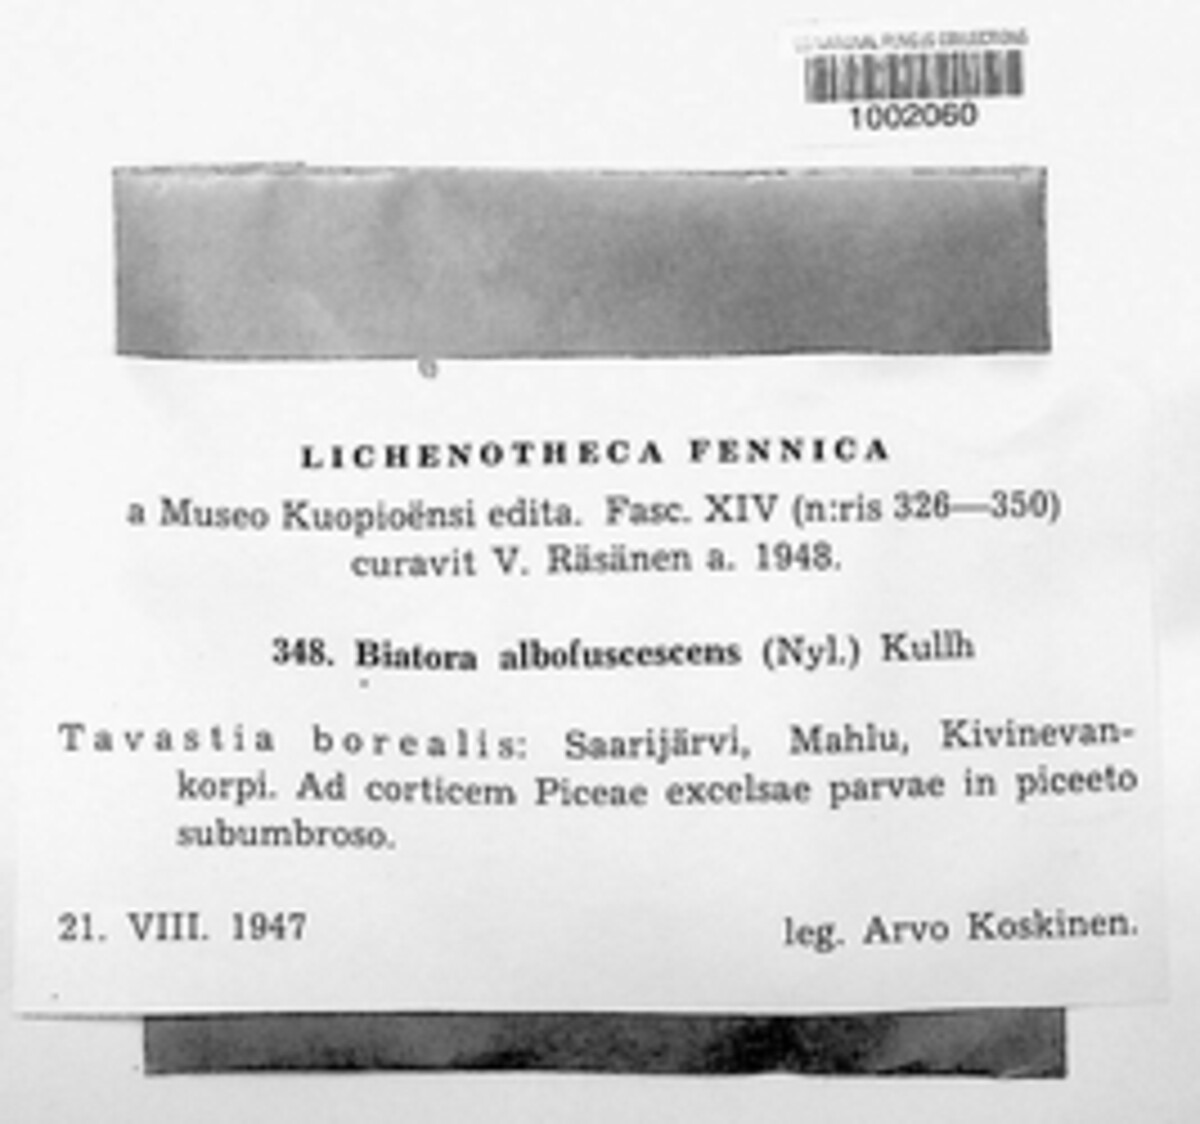 US NATIONAL FUNGUS COLLECTIONS
1002060
LICHENOTHECA FENNICA
a Museo Kuopioënsi edita. Fasc. XIV (n:ris 326—350)
curavit V. Räsänen a. 1948.
348. Biatora albofuscescens (Nyl.) Kullh
Tavastia borealis: Saarijärvi, Mahlu, Kivinevan-
korpi. Ad corticem Piceae excelsae parvae in piceeto
subumbroso.
21. VIII. 1947 leg. Arvo Koskinen.